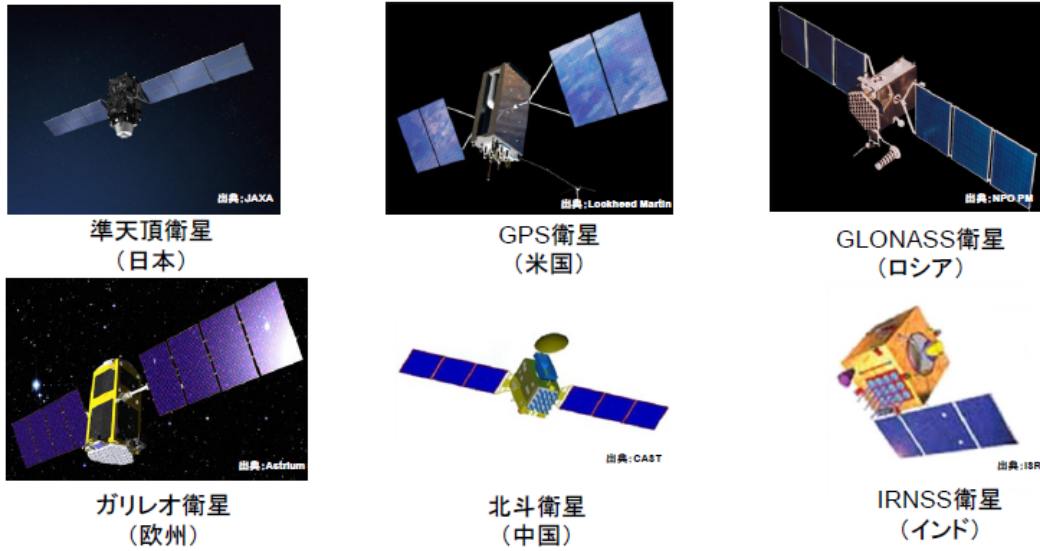 出典：JAXA
出典：Lockheed Martin
出典：NPO PM
準天頂衛星
（日本）
GPS衛星
（米国）
GLONASS衛星
（ロシア）
出典：Astrium
出典：CAST
出典：ISR
ガリレオ衛星
（欧州）
北斗衛星
（中国）
IRNSS衛星
（インド）